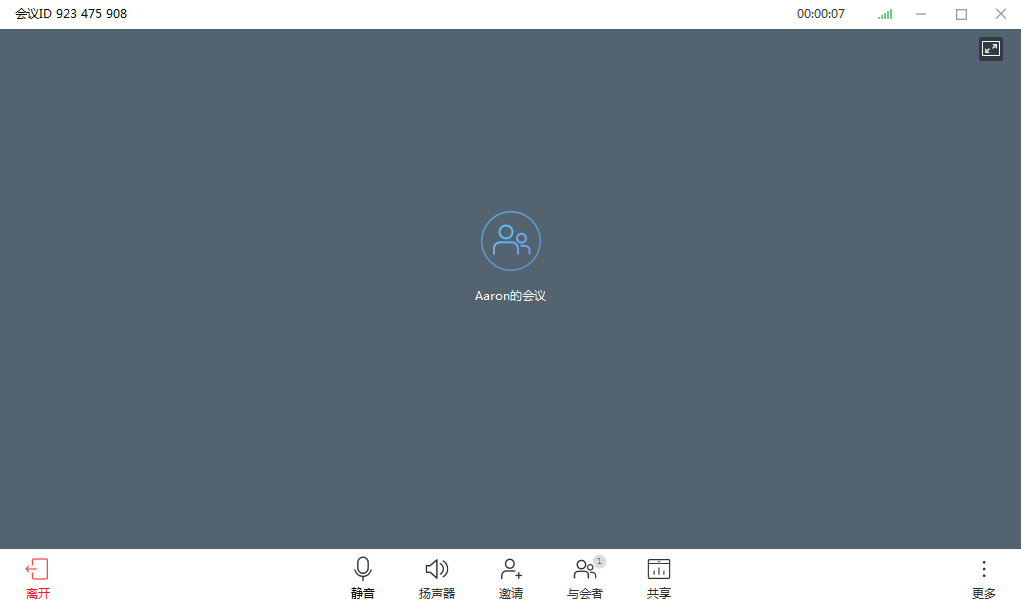 会议ID 923 475 908
00:00:07
Aaron的会议
1
离开
静音
扬声器
邀请
与会者
共享
更多